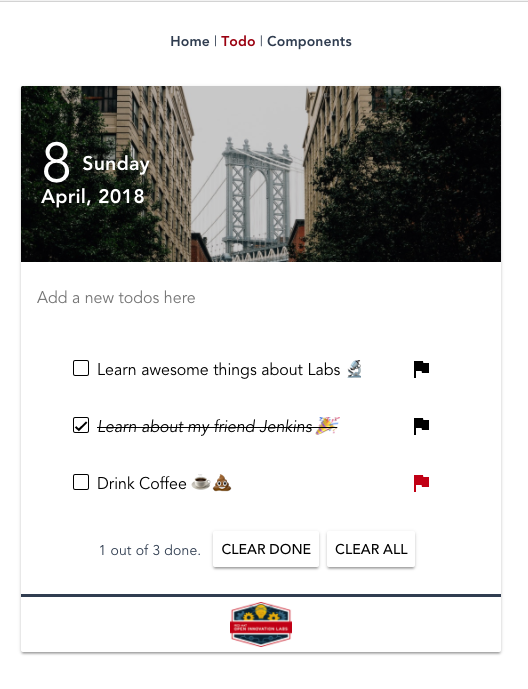 Home | Todo | Components
8 Sunday
April, 2018
Add a new todos here
Learn awesome things about Labs 🔬
Learn about my friend Jenkins 🎉
Drink Coffee ☕💩
1 out of 3 done. CLEAR DONE CLEAR ALL
OPEN INNOVATION LABS